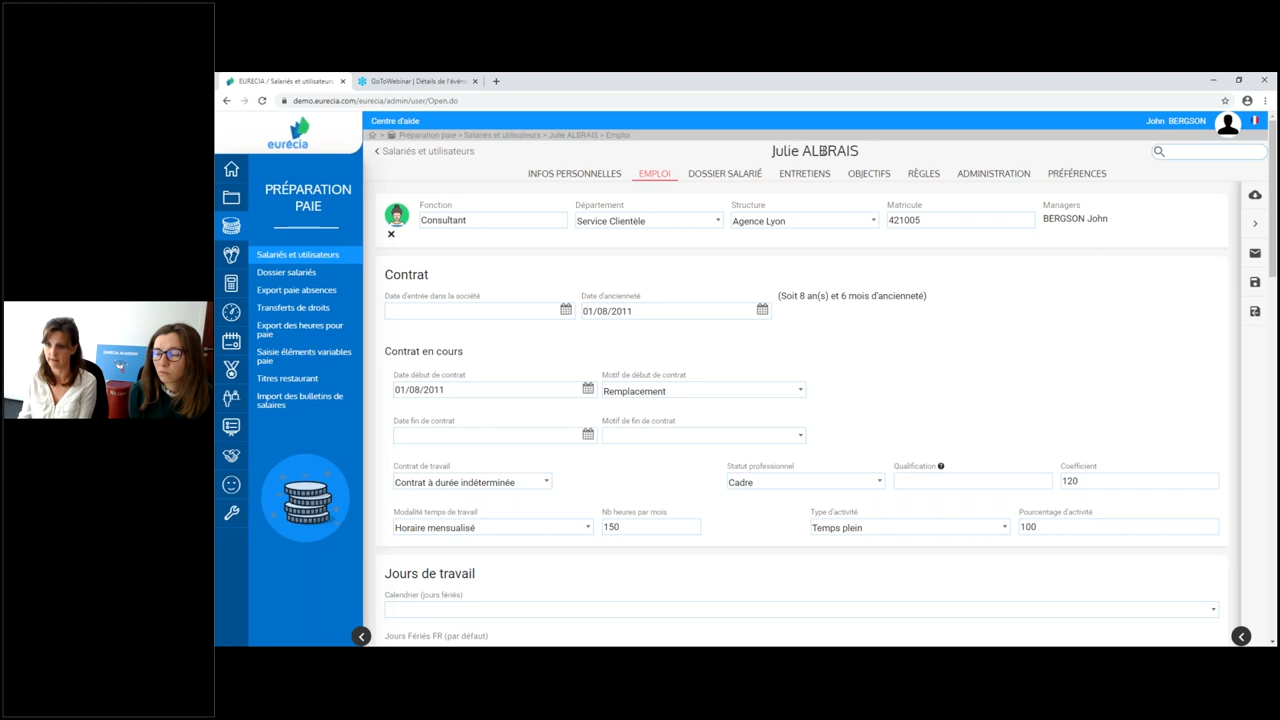 EURECIA / Salariés et utilisateurs
GoToWebinar | Détails de l'évén
demo.eurecia.com/eurecia/admin/user/Open.do
eurécia
Centre d'aide
John BERGSON
Préparation paie > Salariés et utilisateurs > Julie ALBRAIS > Emploi
Salariés et utilisateurs
Julie ALBRAIS
INFOS PERSONNELLES EMPLOI DOSSIER SALARIÉ ENTRETIENS OBJECTIFS RÈGLES ADMINISTRATION PRÉFÉRENCES
PRÉPARATION
PAIE
Salariés et utilisateurs
Dossier salariés
Export paie absences
Transferts de droits
Export des heures pour
paie
Saisie éléments variables
paie
Titres restaurant
Import des bulletins de
salaires
EURECIA ACADEMY
Fonction Département Structure Matricule Managers
Consultant Service Clientèle Agence Lyon 421005 BERGSON John
Contrat
Date d'entrée dans la société Date d'ancienneté (Soit 8 an(s) et 6 mois d'ancienneté)
01/08/2011
Contrat en cours
Date début de contrat Motif de début de contrat
01/08/2011 Remplacement
Date fin de contrat Motif de fin de contrat
Contrat de travail Statut professionnel Qualification Coefficient
Contrat à durée indéterminée Cadre 120
Modalité temps de travail Nb heures par mois Type d'activité Pourcentage d'activité
Horaire mensualisé 150 Temps plein 100
Jours de travail
Calendrier (jours fériés)
Jours Fériés FR (par défaut)